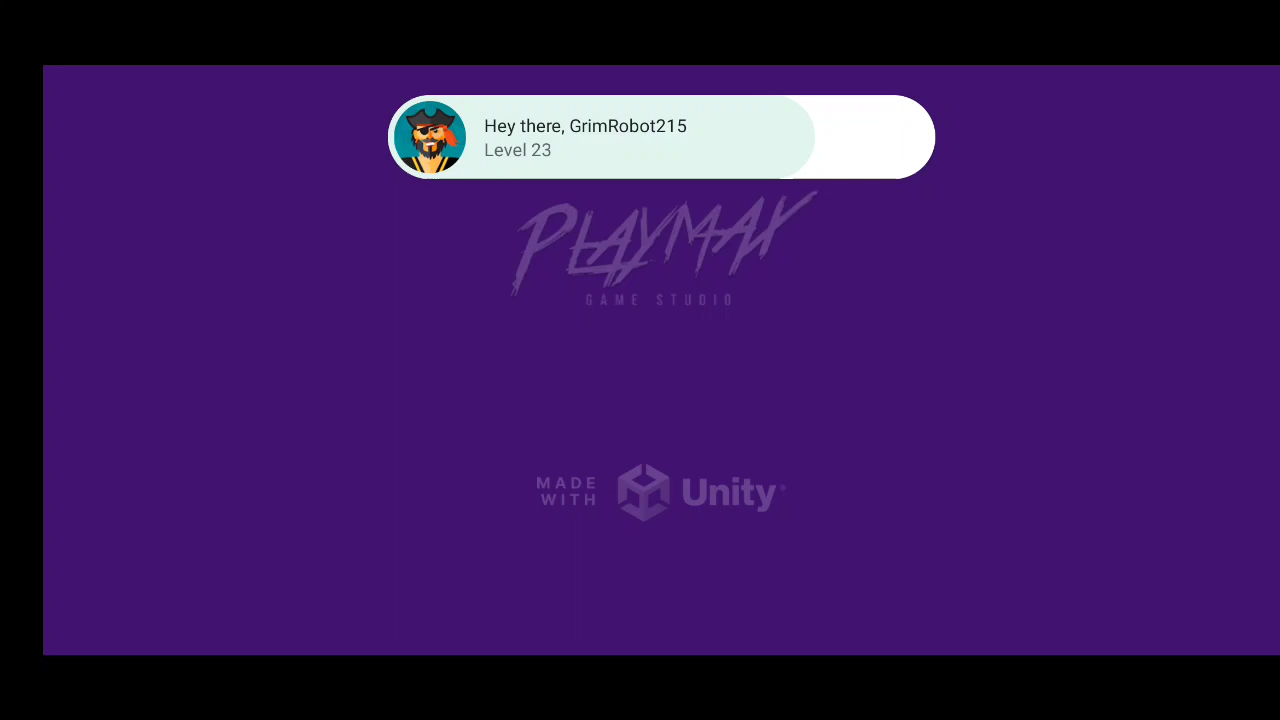 Hey there, GrimRobot215
Level 23
PLAYMAX
GAME STUDIO
MADE
WITH
Unity